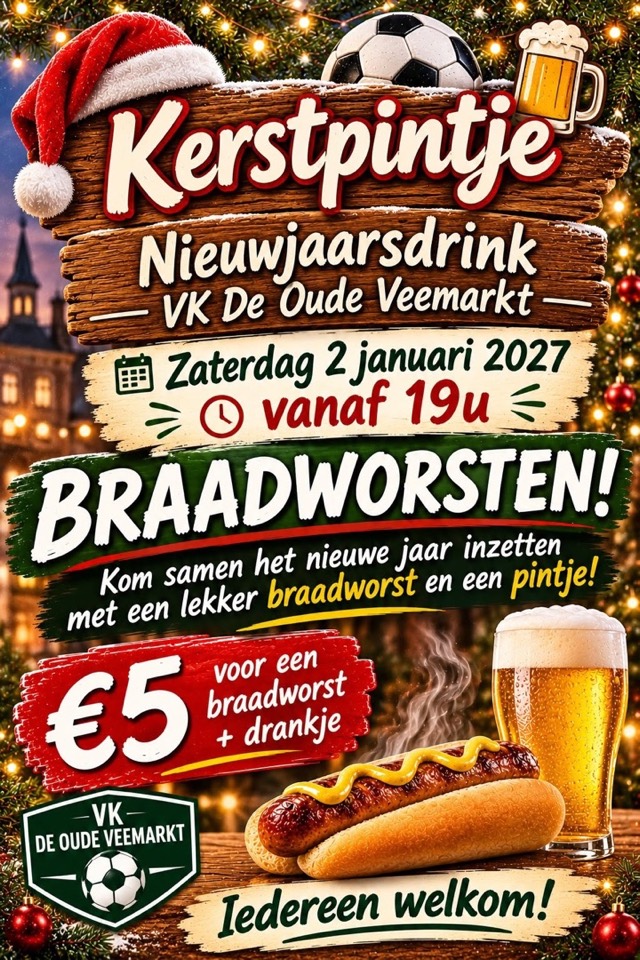 Kerstpintje
Nieuwjaarsdrink
VK De Oude Veemarkt
Zaterdag 2 januari 2027
vanaf 19u
BRAADWORSTEN!
Kom samen het nieuwe jaar inzetten
met een lekker braadworst en een pintje!
€5
voor een
braadworst
+ drankje
VK
DE OUDE VEEMARKT
Iedereen welkom!